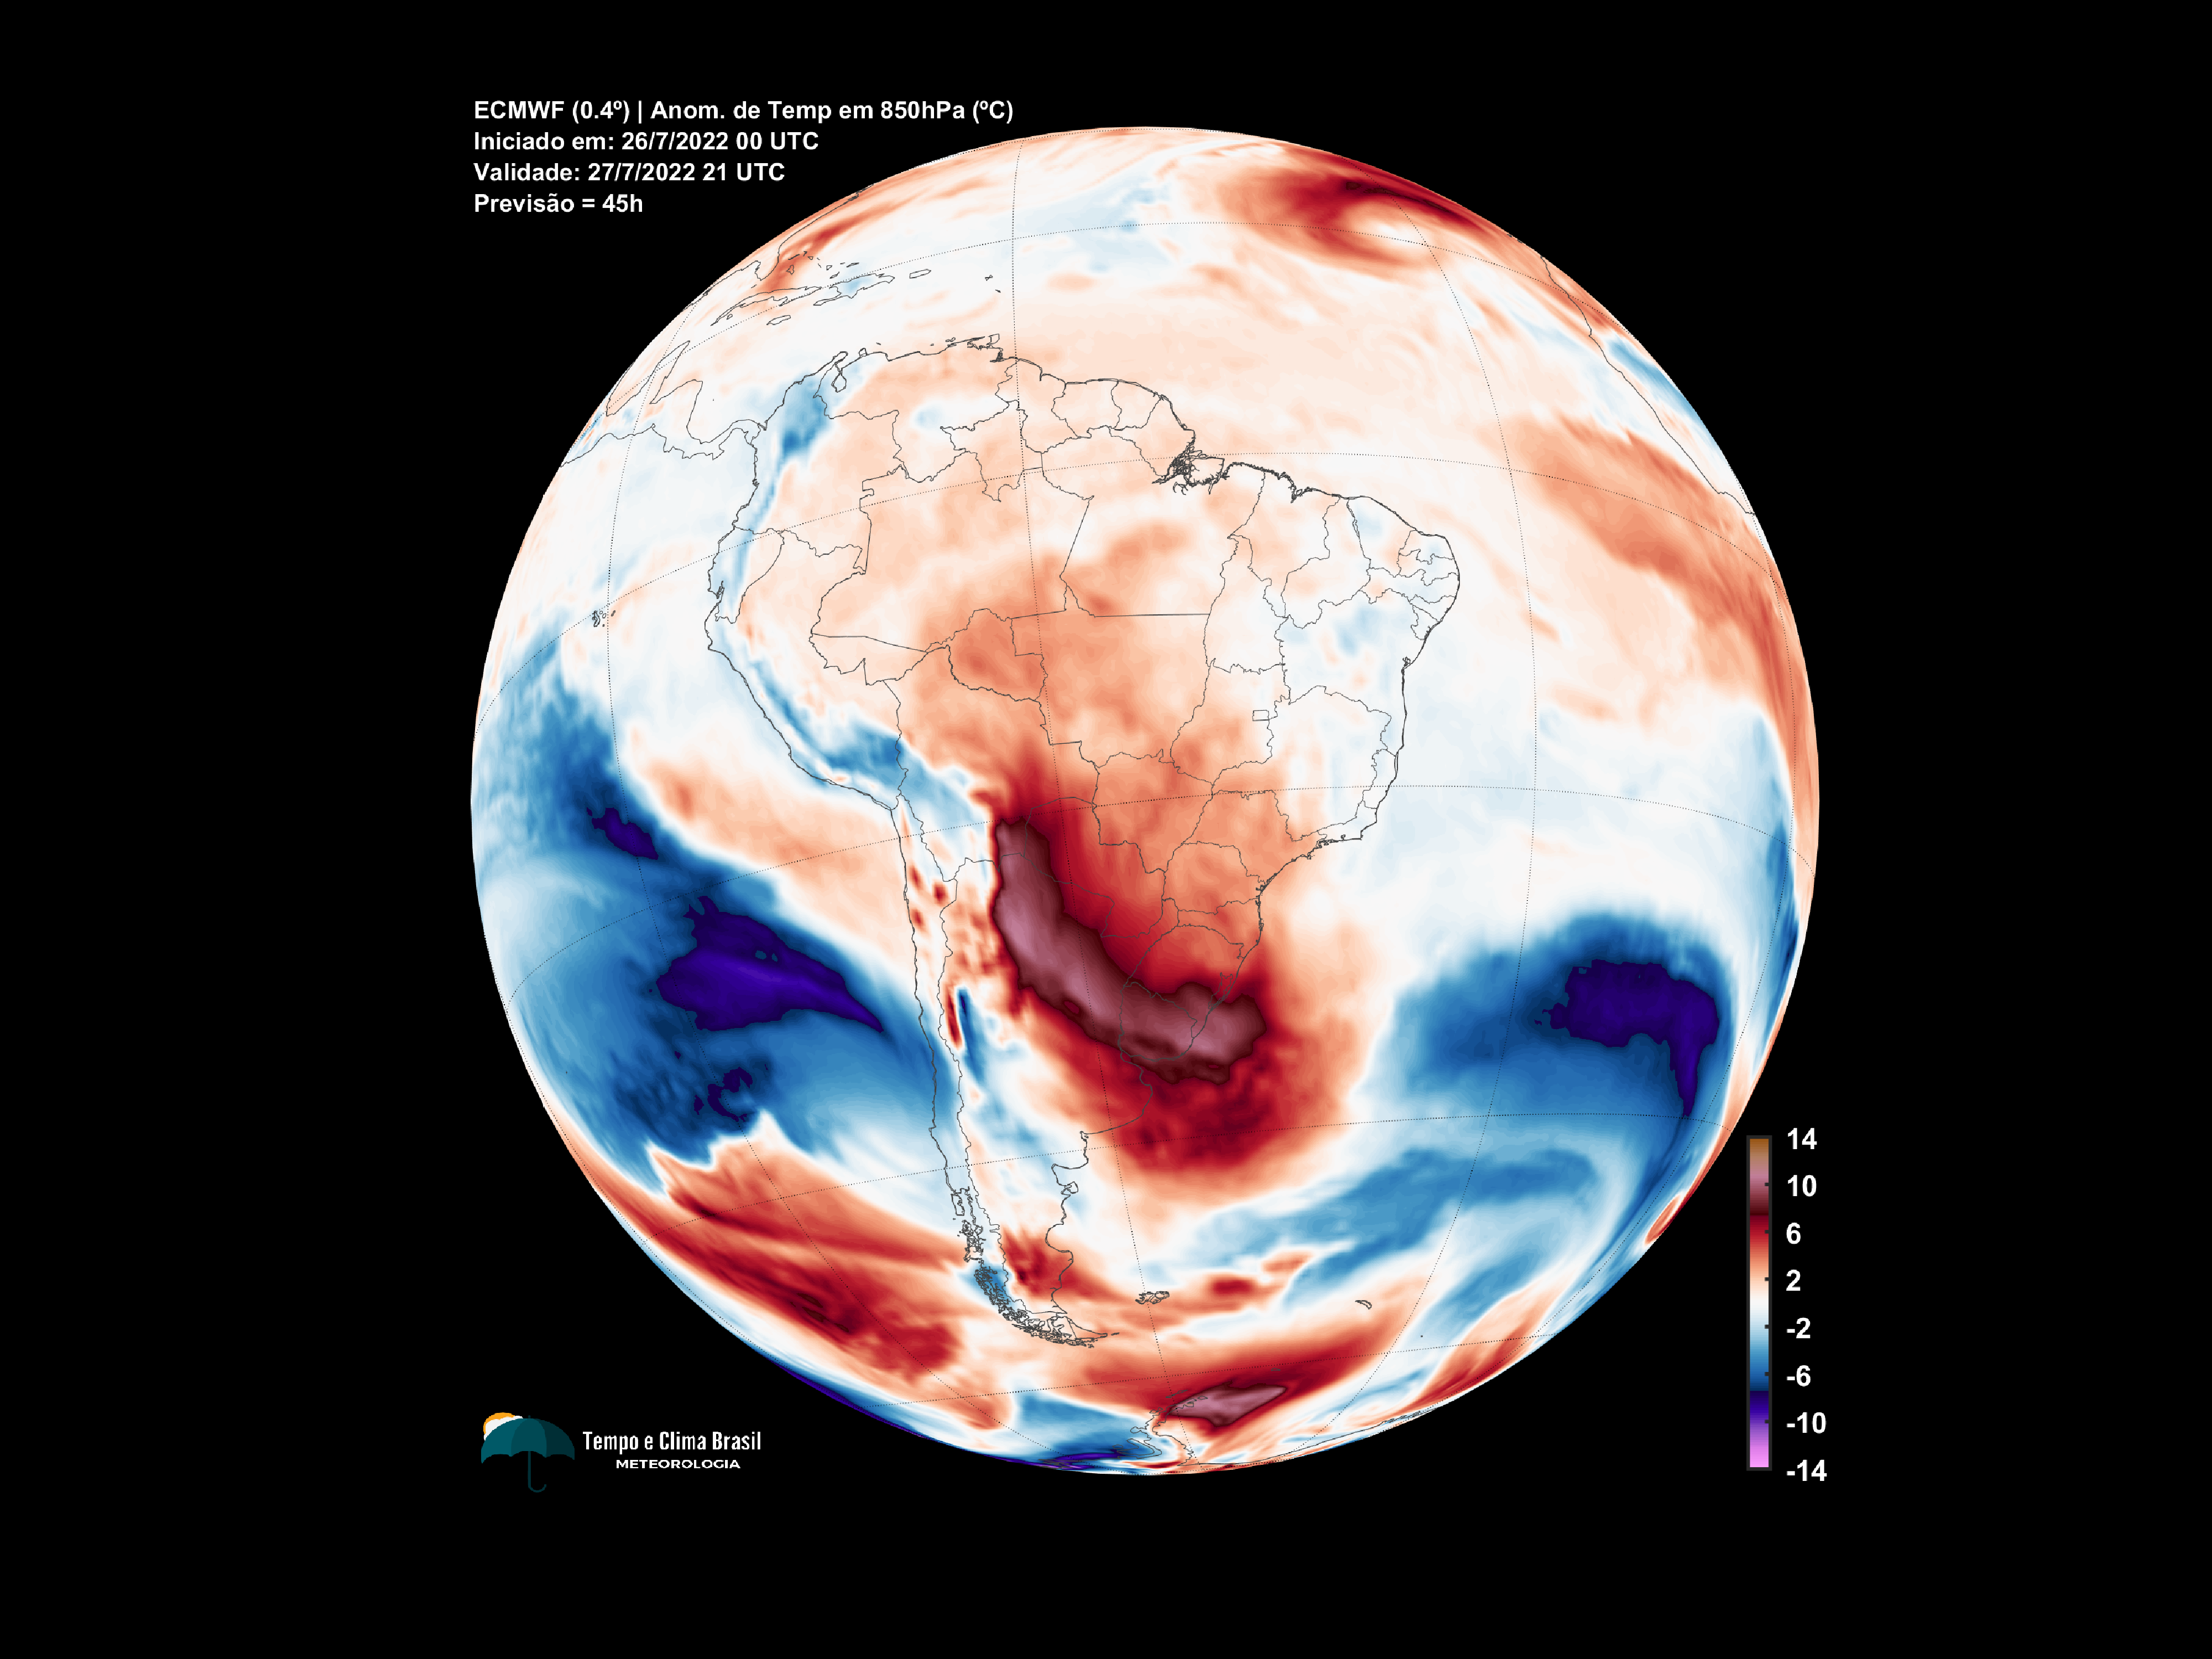 ECMWF (0.4º) | Anom. de Temp em 850hPa (ºC)
Iniciado em: 26/7/2022 00 UTC
Validade: 27/7/2022 21 UTC
Previsão = 45h
14
10
6
2
-2
-6
-10
-14
Tempo e Clima Brasil
METEOROLOGIA